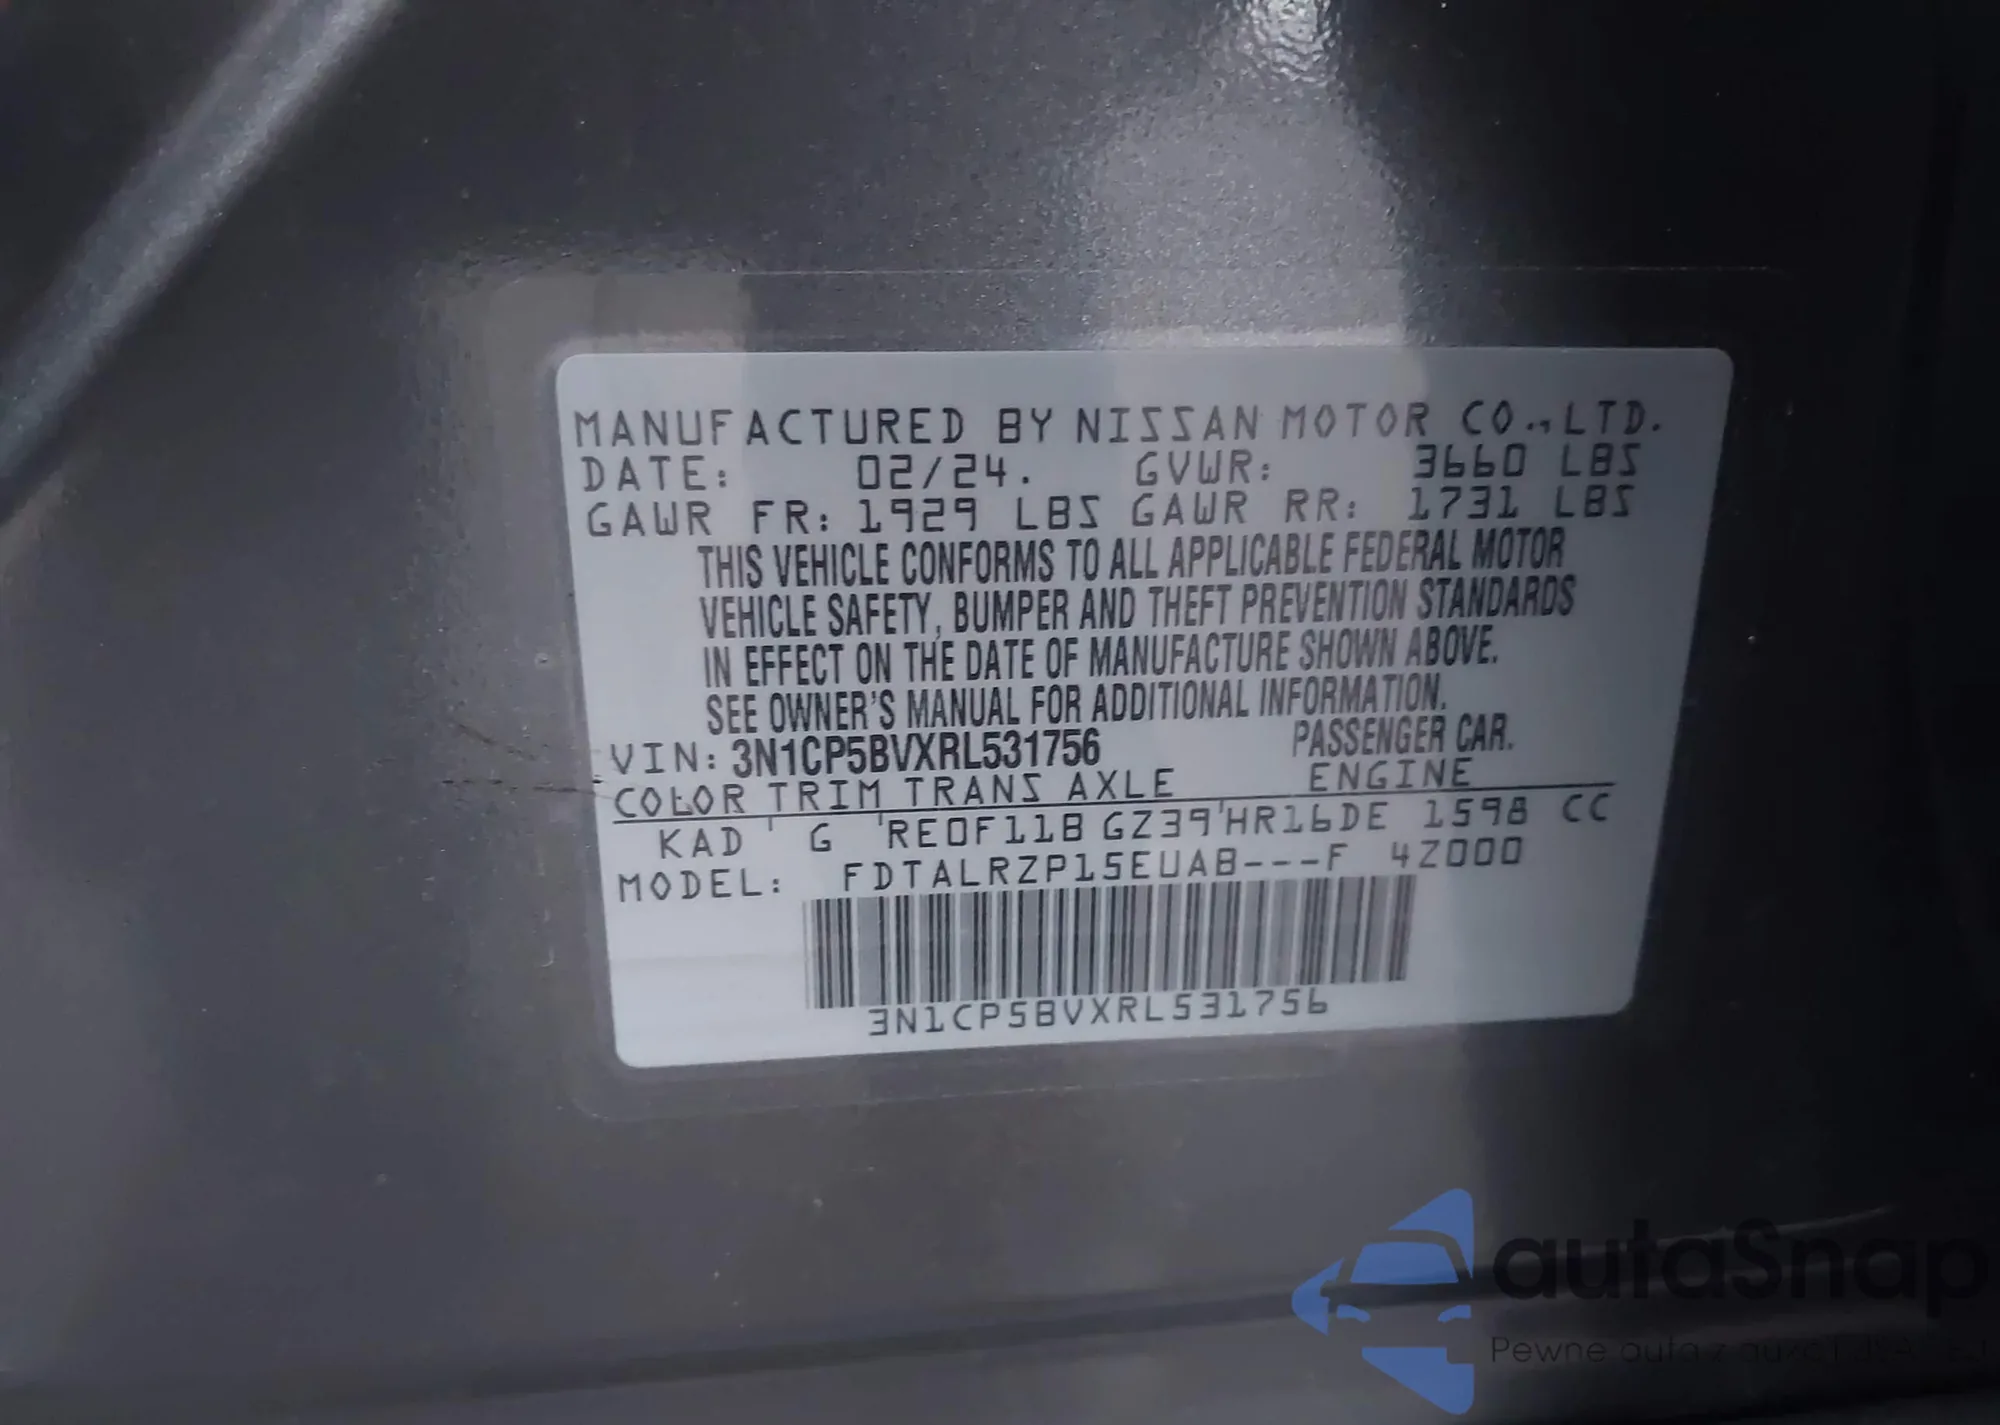 MANUFACTURED BY NISSAN MOTOR CO., LTD.
DATE: 02/24. GVWR: 3660 LBS
GAWR FR: 1929 LBS GAWR RR: 1731 LBS
THIS VEHICLE CONFORMS TO ALL APPLICABLE FEDERAL MOTOR
VEHICLE SAFETY, BUMPER AND THEFT PREVENTION STANDARDS
IN EFFECT ON THE DATE OF MANUFACTURE SHOWN ABOVE.
SEE OWNER'S MANUAL FOR ADDITIONAL INFORMATION.
VIN: 3N1CP5BVXRL531756 PASSENGER CAR.
COLOR TRIM TRANS AXLE ENGINE
KAD G RE0F11B GZ39 HR16DE 1598 CC
MODEL: FDTALRZP15EUAB---F 4Z000
3N1CP5BVXRL531756
autaSnap
Pewne auta z